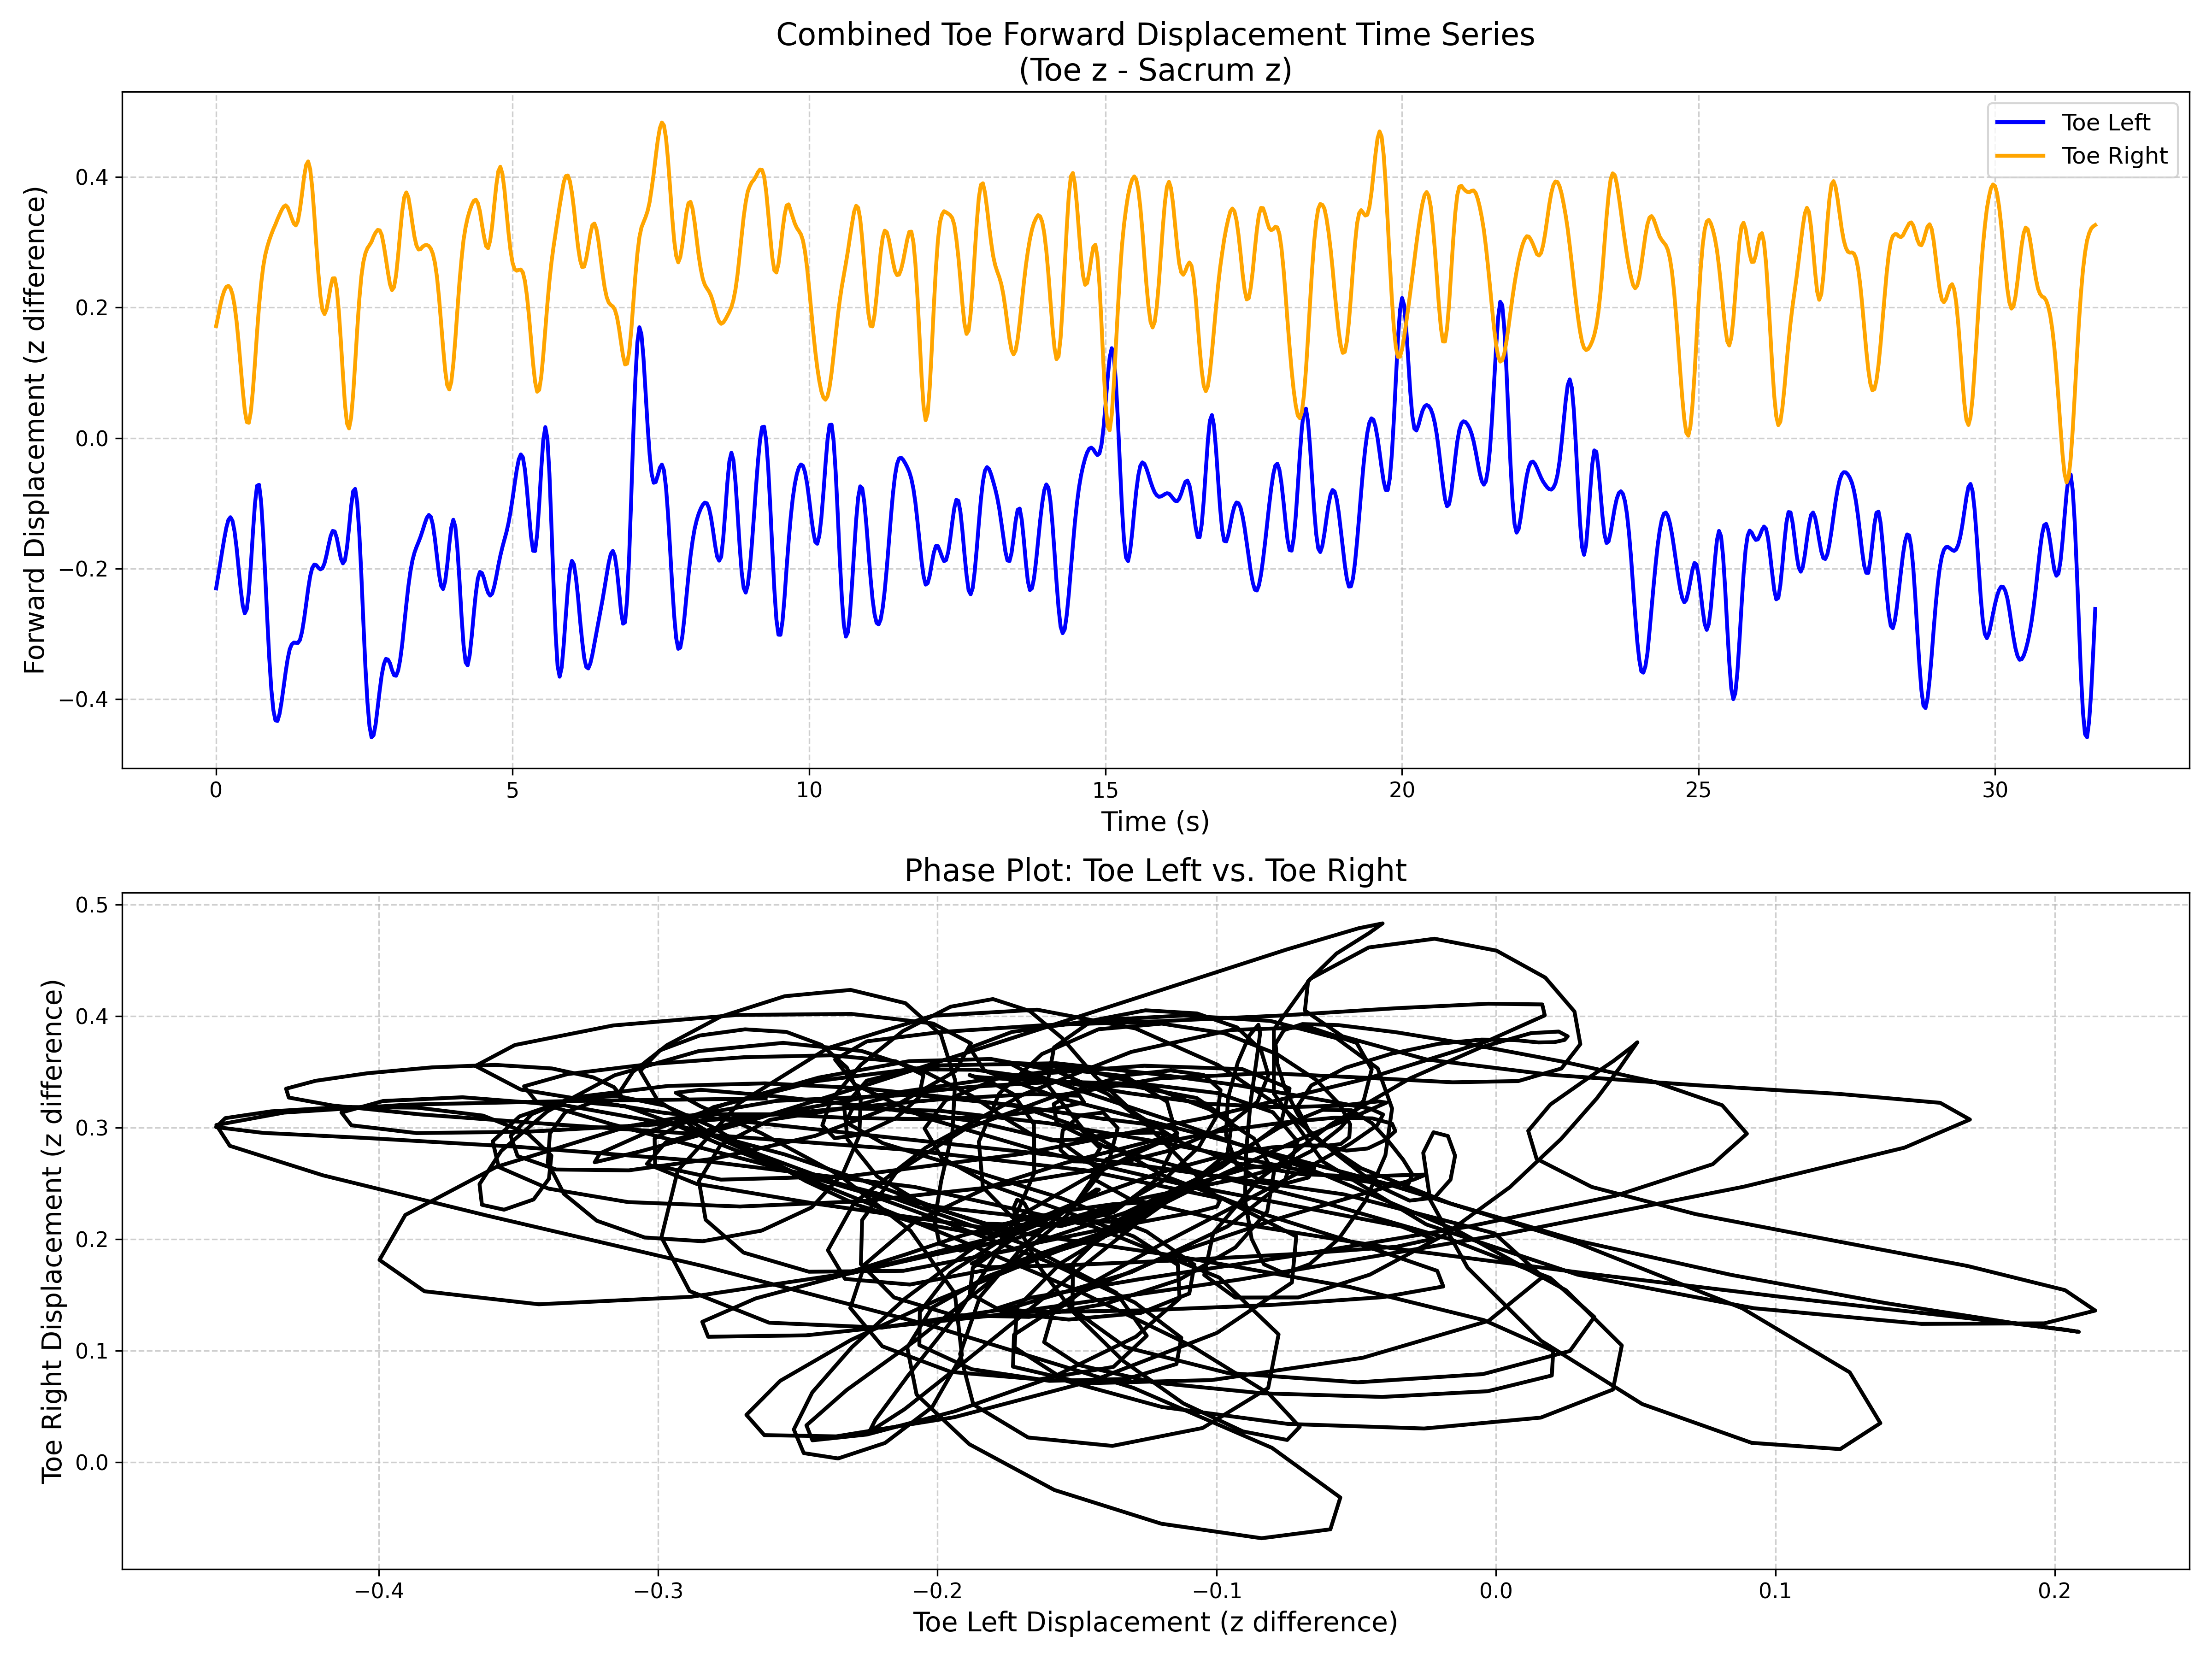 Combined Toe Forward Displacement Time Series
(Toe z - Sacrum z)
Toe Left
Toe Right
Forward Displacement (z difference)
0.4
0.2
0.0
−0.2
−0.4
0 5 10 15 20 25 30
Time (s)
Phase Plot: Toe Left vs. Toe Right
Toe Right Displacement (z difference)
0.5
0.4
0.3
0.2
0.1
0.0
−0.4 −0.3 −0.2 −0.1 0.0 0.1 0.2
Toe Left Displacement (z difference)